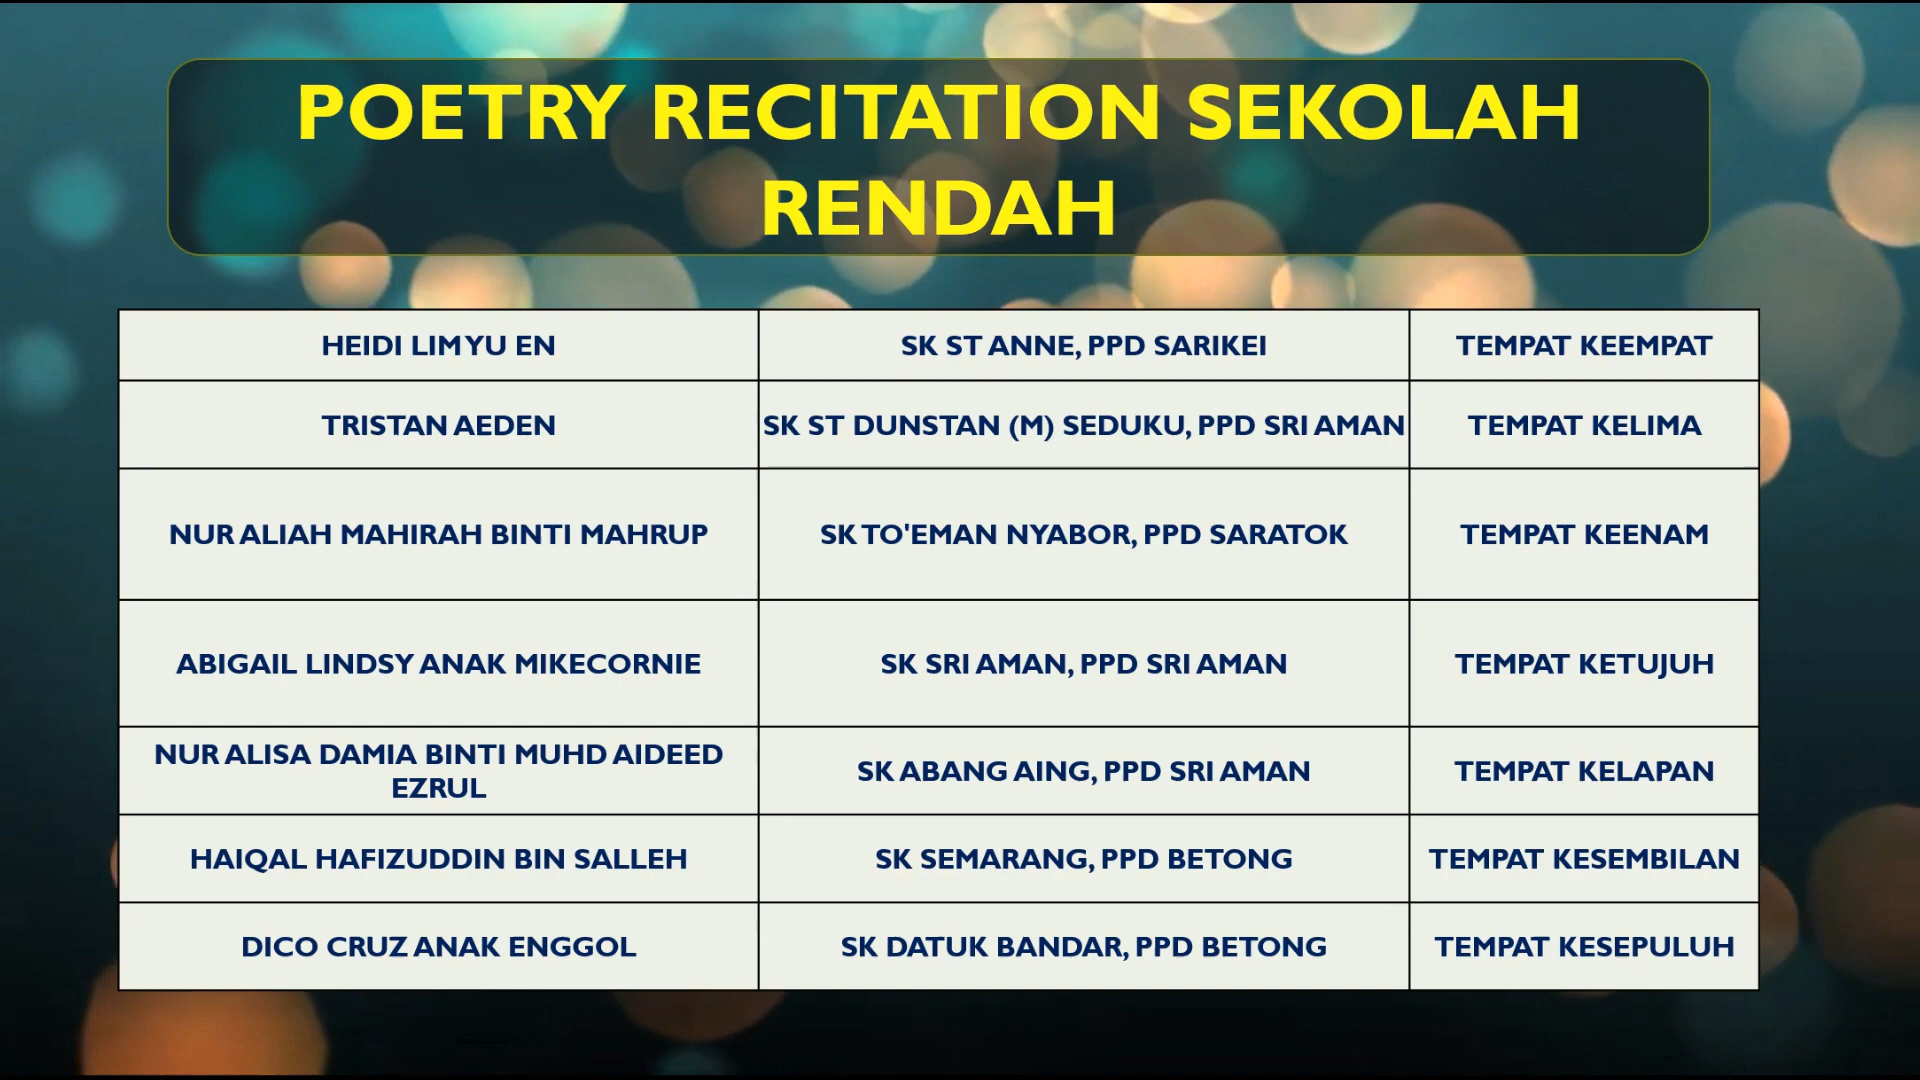 POETRY RECITATION SEKOLAH
RENDAH
HEIDI LIM YU EN SK ST ANNE, PPD SARIKEI TEMPAT KEEMPAT
TRISTAN AEDEN SK ST DUNSTAN (M) SEDUKU, PPD SRI AMAN TEMPAT KELIMA
NUR ALIAH MAHIRAH BINTI MAHRUP SK TO'EMAN NYABOR, PPD SARATOK TEMPAT KEENAM
ABIGAIL LINDSY ANAK MIKECORNIE SK SRI AMAN, PPD SRI AMAN TEMPAT KETUJUH
NUR ALISA DAMIA BINTI MUHD AIDEED
EZRUL SK ABANG AING, PPD SRI AMAN TEMPAT KELAPAN
HAIQAL HAFIZUDDIN BIN SALLEH SK SEMARANG, PPD BETONG TEMPAT KESEMBILAN
DICO CRUZ ANAK ENGGOL SK DATUK BANDAR, PPD BETONG TEMPAT KESEPULUH